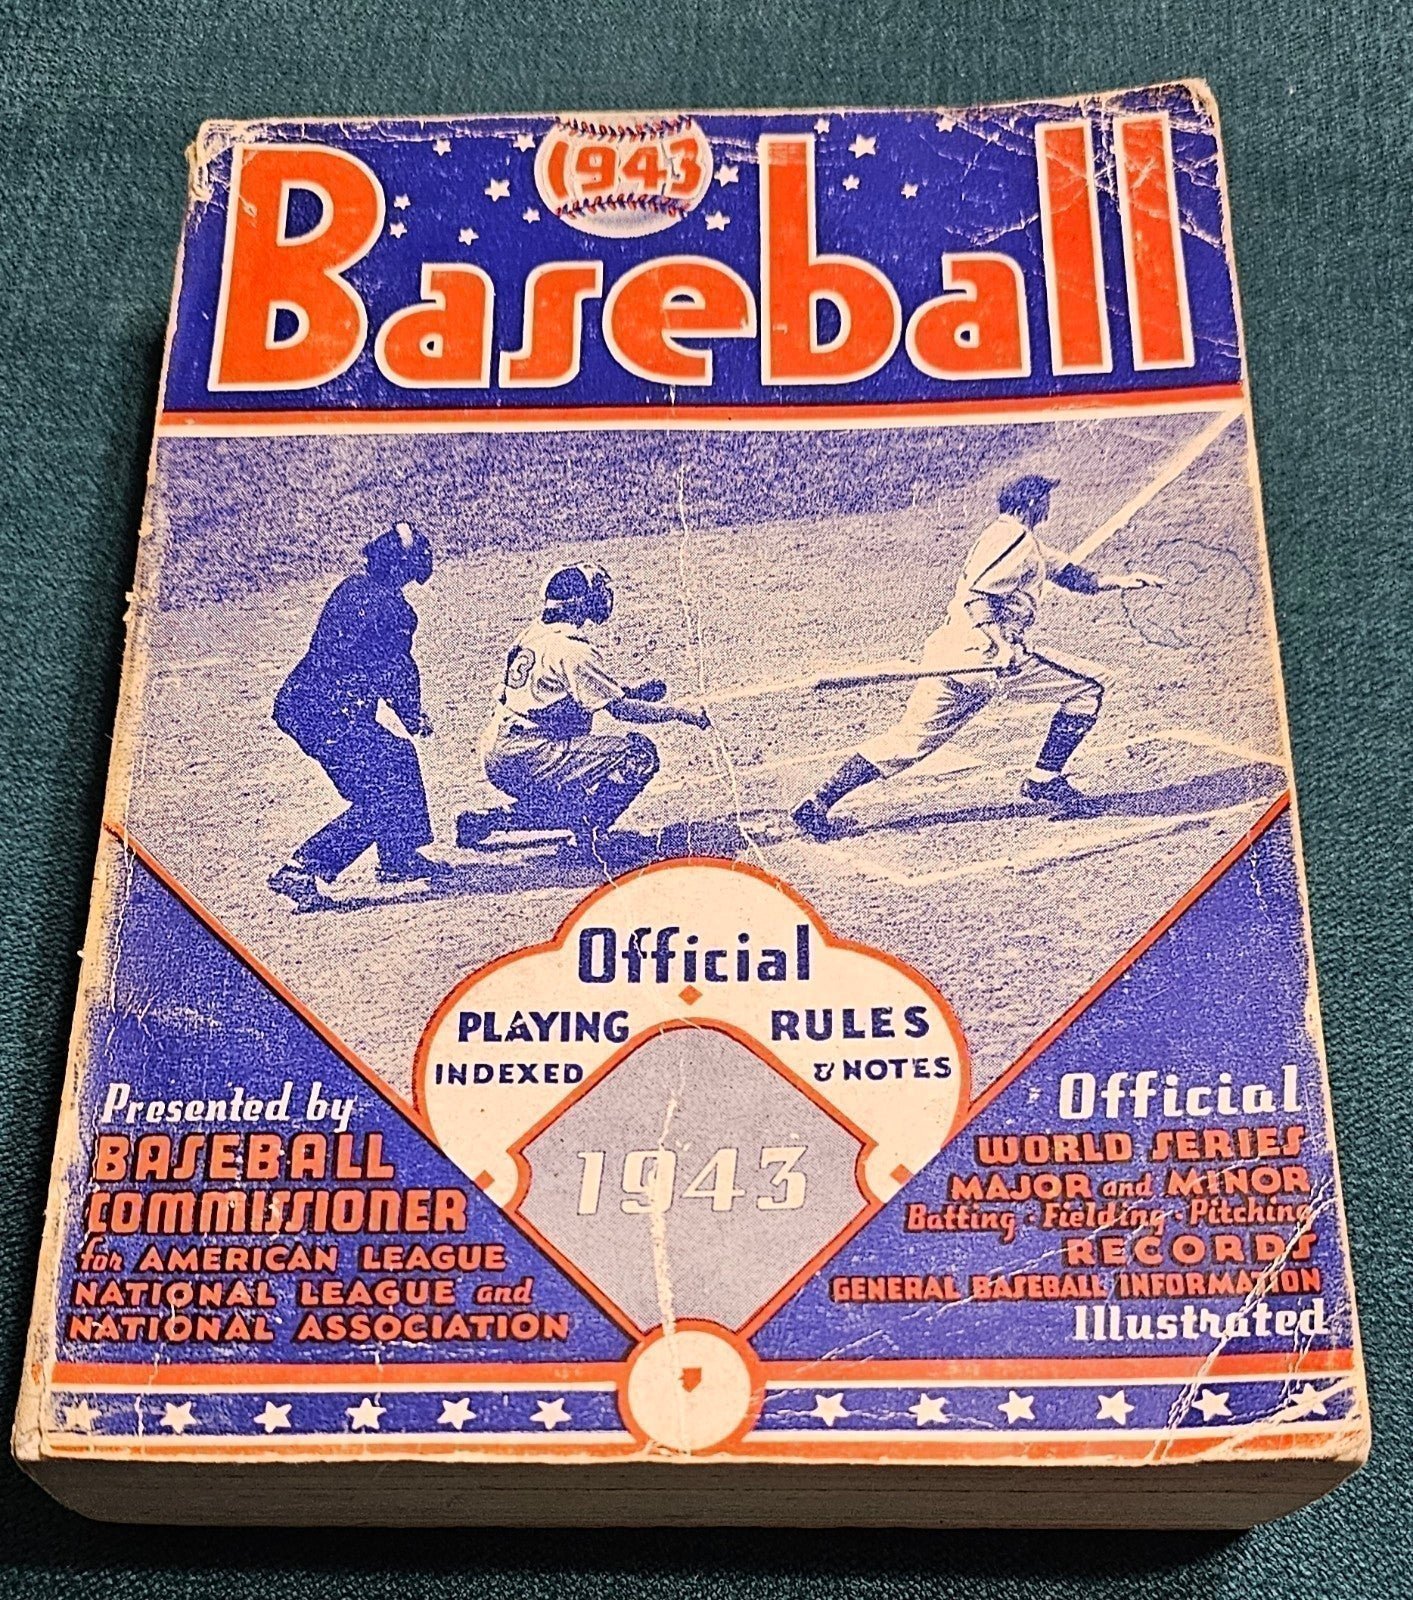 1943
Baseball
3
Official
PLAYING RULES
INDEXED & NOTES
1943
Presented by
BASEBALL
COMMISSIONER
for AMERICAN LEAGUE
NATIONAL LEAGUE and
NATIONAL ASSOCIATION
Official
WORLD SERIES
MAJOR and MINOR
Batting · Fielding · Pitching
RECORDS
GENERAL BASEBALL INFORMATION
Illustrated